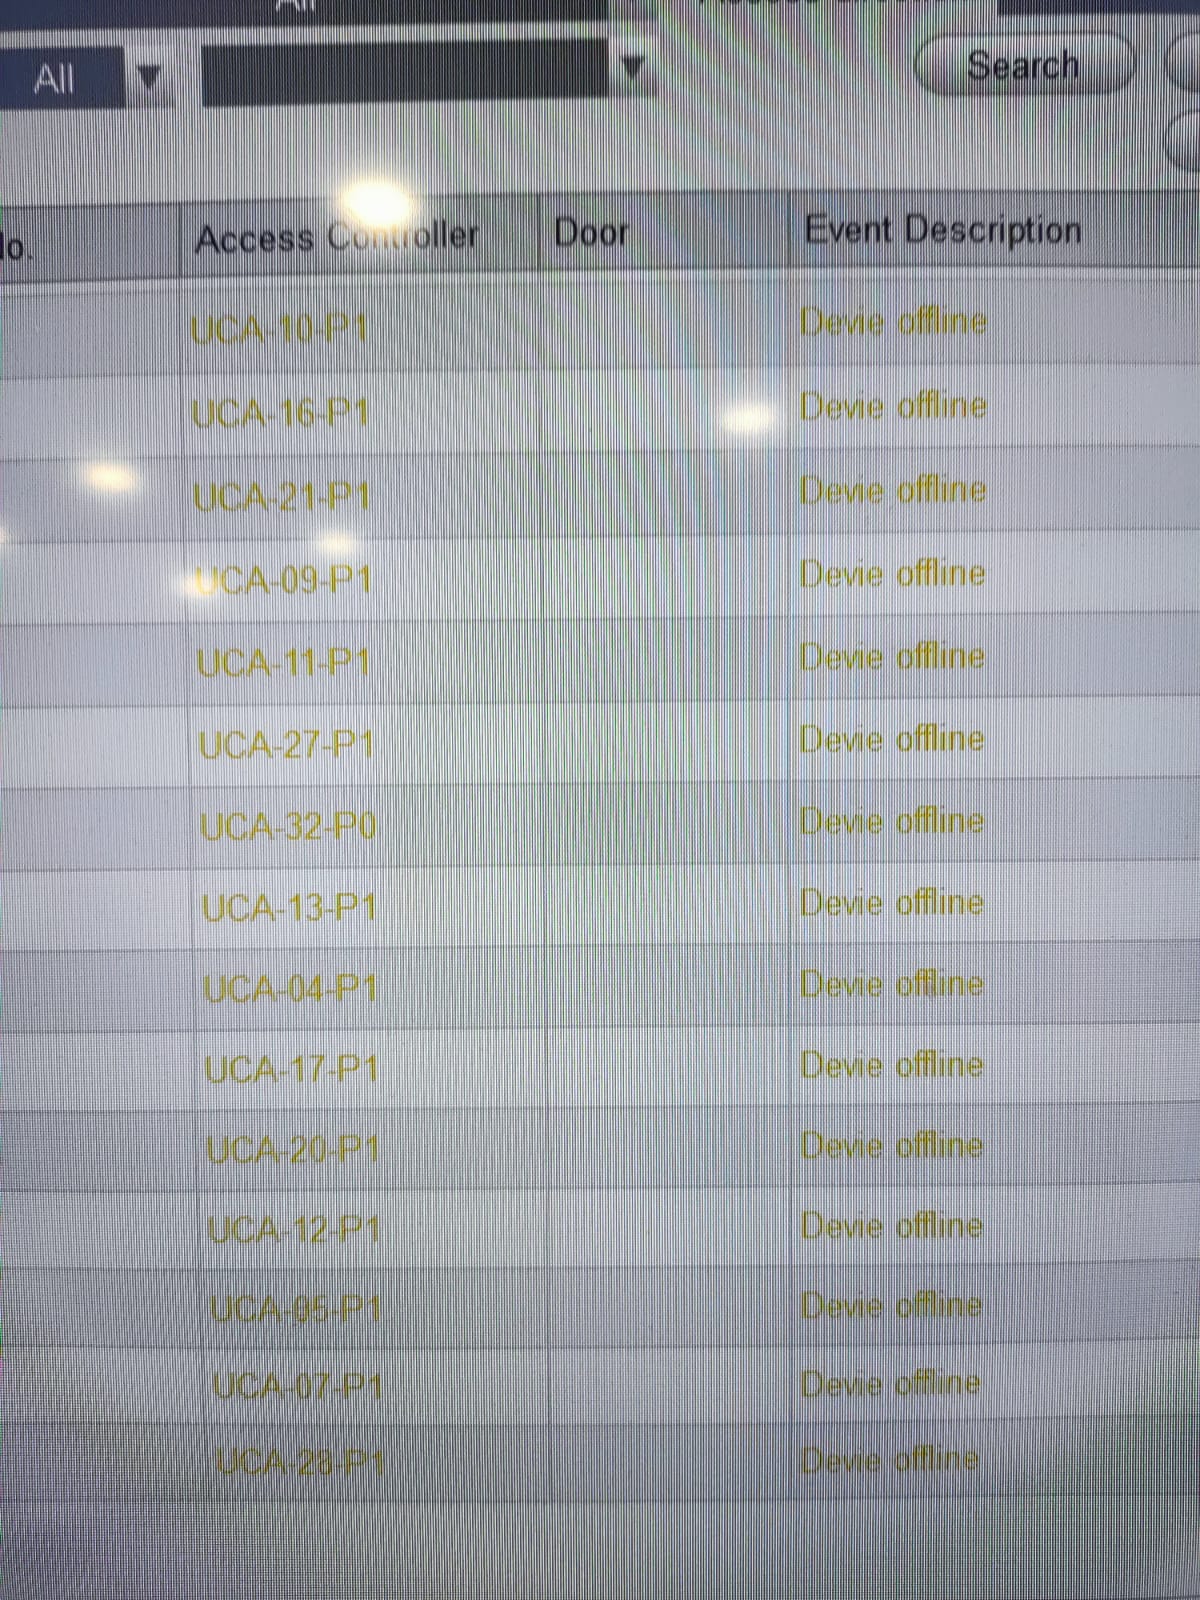 All
All
Search
Access Controller Door Event Description
UCA-10-P1 Devie offline
UCA-16-P1 Devie offline
UCA-21-P1 Devie offline
UCA-09-P1 Devie offline
UCA-11-P1 Devie offline
UCA-27-P1 Devie offline
UCA-32-P0 Devie offline
UCA-13-P1 Devie offline
UCA-04-P1 Devie offline
UCA-17-P1 Devie offline
UCA-20-P1 Devie offline
UCA-12-P1 Devie offline
UCA-05-P1 Devie offline
UCA-07-P1 Devie offline
UCA-28-P1 Devie offline